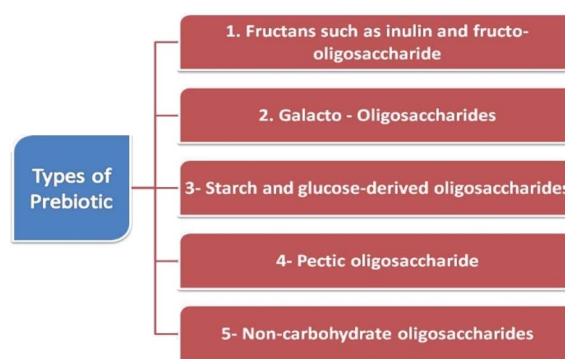 Types of
Prebiotic
1. Fructans such as inulin and fructo-
oligosaccharide
2. Galacto - Oligosaccharides
3- Starch and glucose-derived oligosaccharides
4- Pectic oligosaccharide
5- Non-carbohydrate oligosaccharides